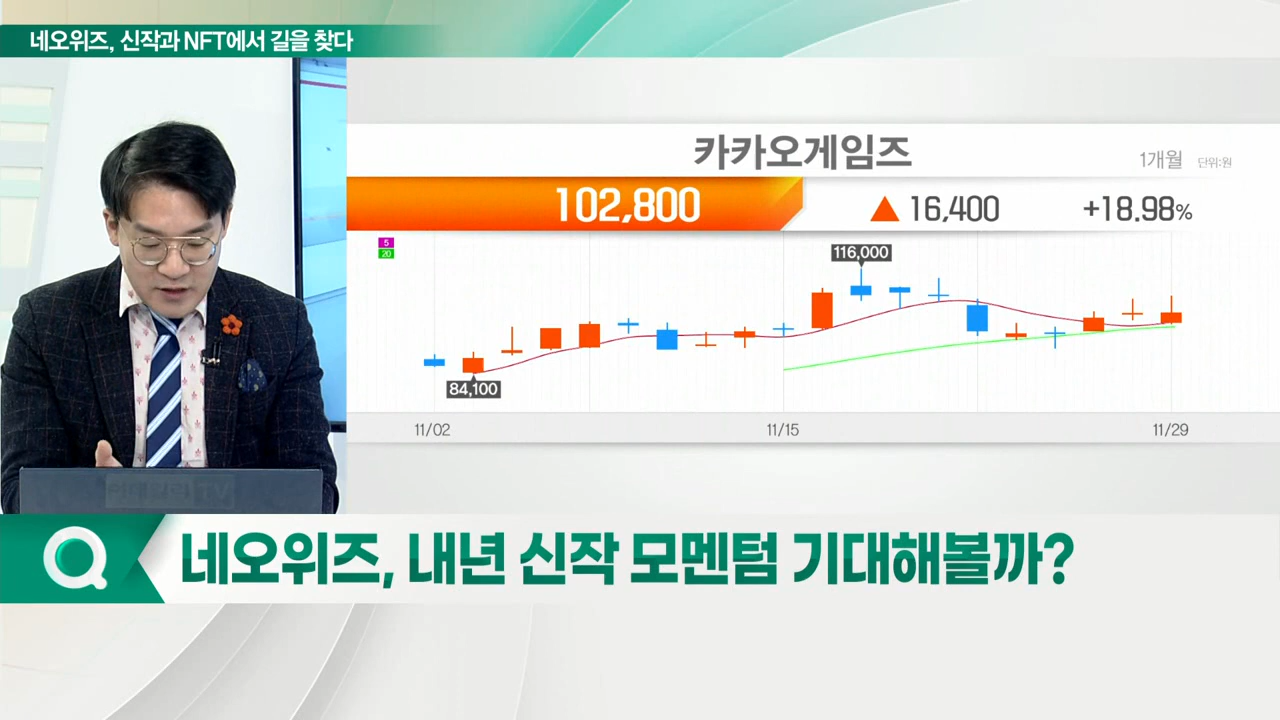 네오위즈, 신작과 NFT에서 길을 찾다
카카오게임즈
1개월 단위:원
102,800 ▲ 16,400 +18.98%
5
20
116,000
84,100
11/02 11/15 11/29
네오위즈, 내년 신작 모멘텀 기대해볼까?